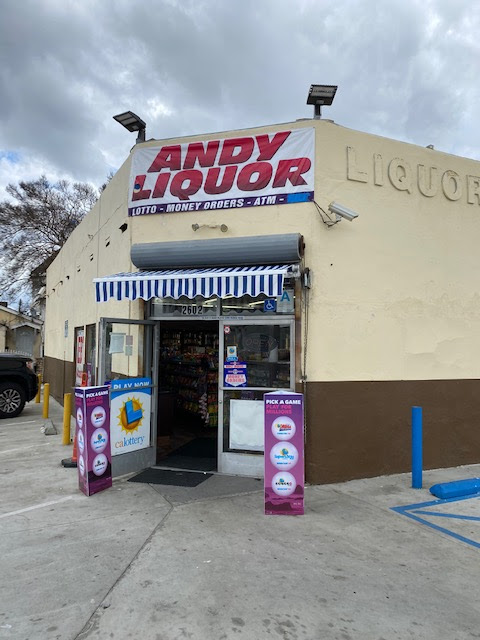 ANDY
LIQUOR
LOTTO - MONEY ORDERS - ATM -
LIQUOR
2602
A
PLAY NOW
calottery
PICK A GAME
PLAY FOR
MILLIONS
PICK A GAME
PLAY FOR
MILLIONS